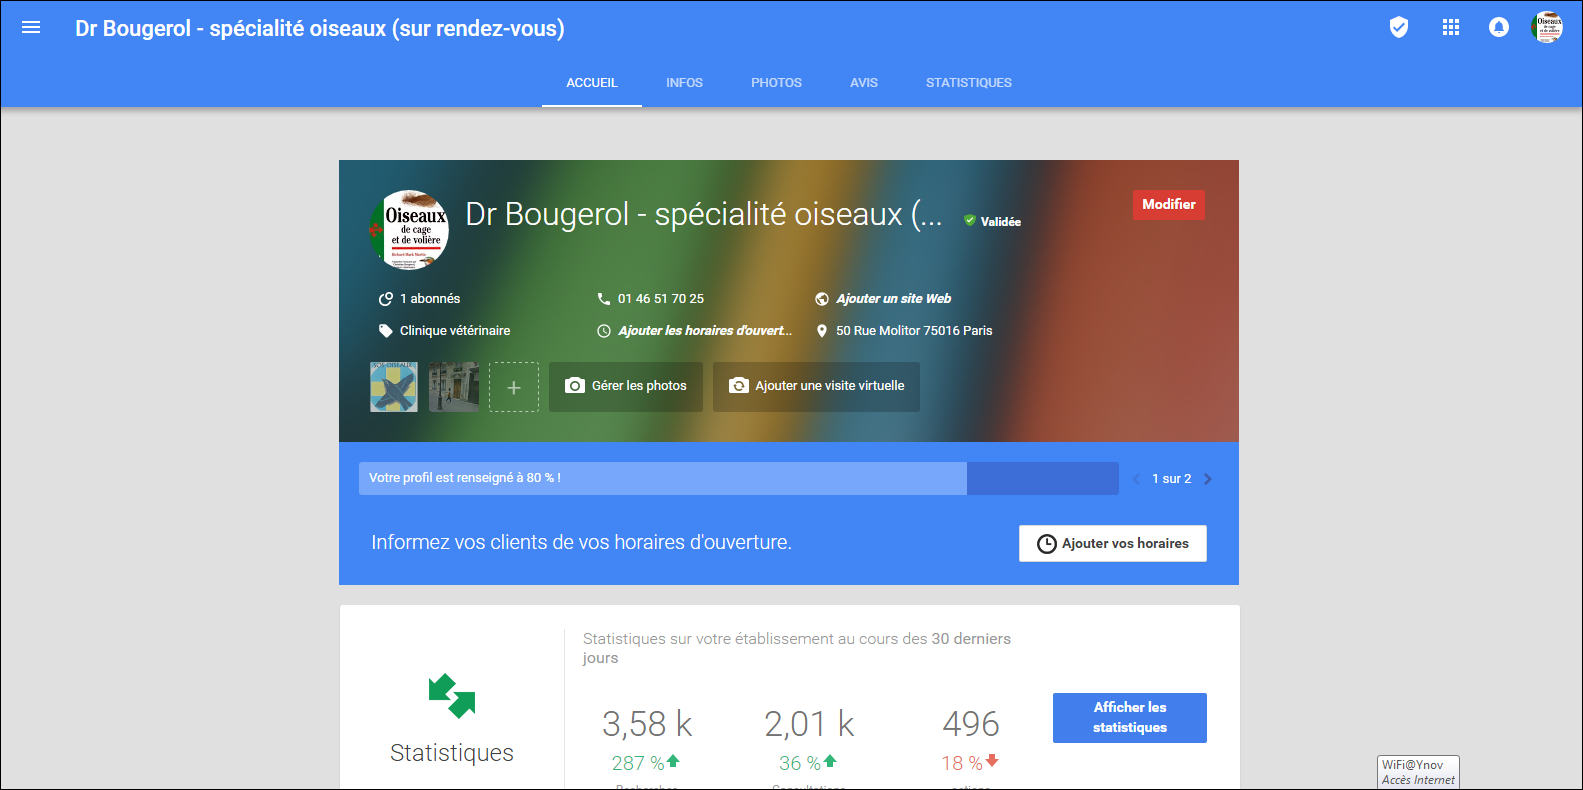 Dr Bougerol - spécialité oiseaux (sur rendez-vous)
ACCUEIL INFOS PHOTOS AVIS STATISTIQUES
Oiseaux
de cage
et de volière
Dr Bougerol - spécialité oiseaux (...
Validée
Modifier
1 abonnés
01 46 51 70 25
Ajouter un site Web
Clinique vétérinaire
Ajouter les horaires d'ouvert...
50 Rue Molitor 75016 Paris
Gérer les photos
Ajouter une visite virtuelle
Votre profil est renseigné à 80 % !
1 sur 2
Informez vos clients de vos horaires d'ouverture.
Ajouter vos horaires
Statistiques sur votre établissement au cours des 30 derniers
jours
Statistiques
3,58 k 2,01 k 496
287 % 36 % 18 %
Afficher les
statistiques
WiFi@Ynov
Accès Internet